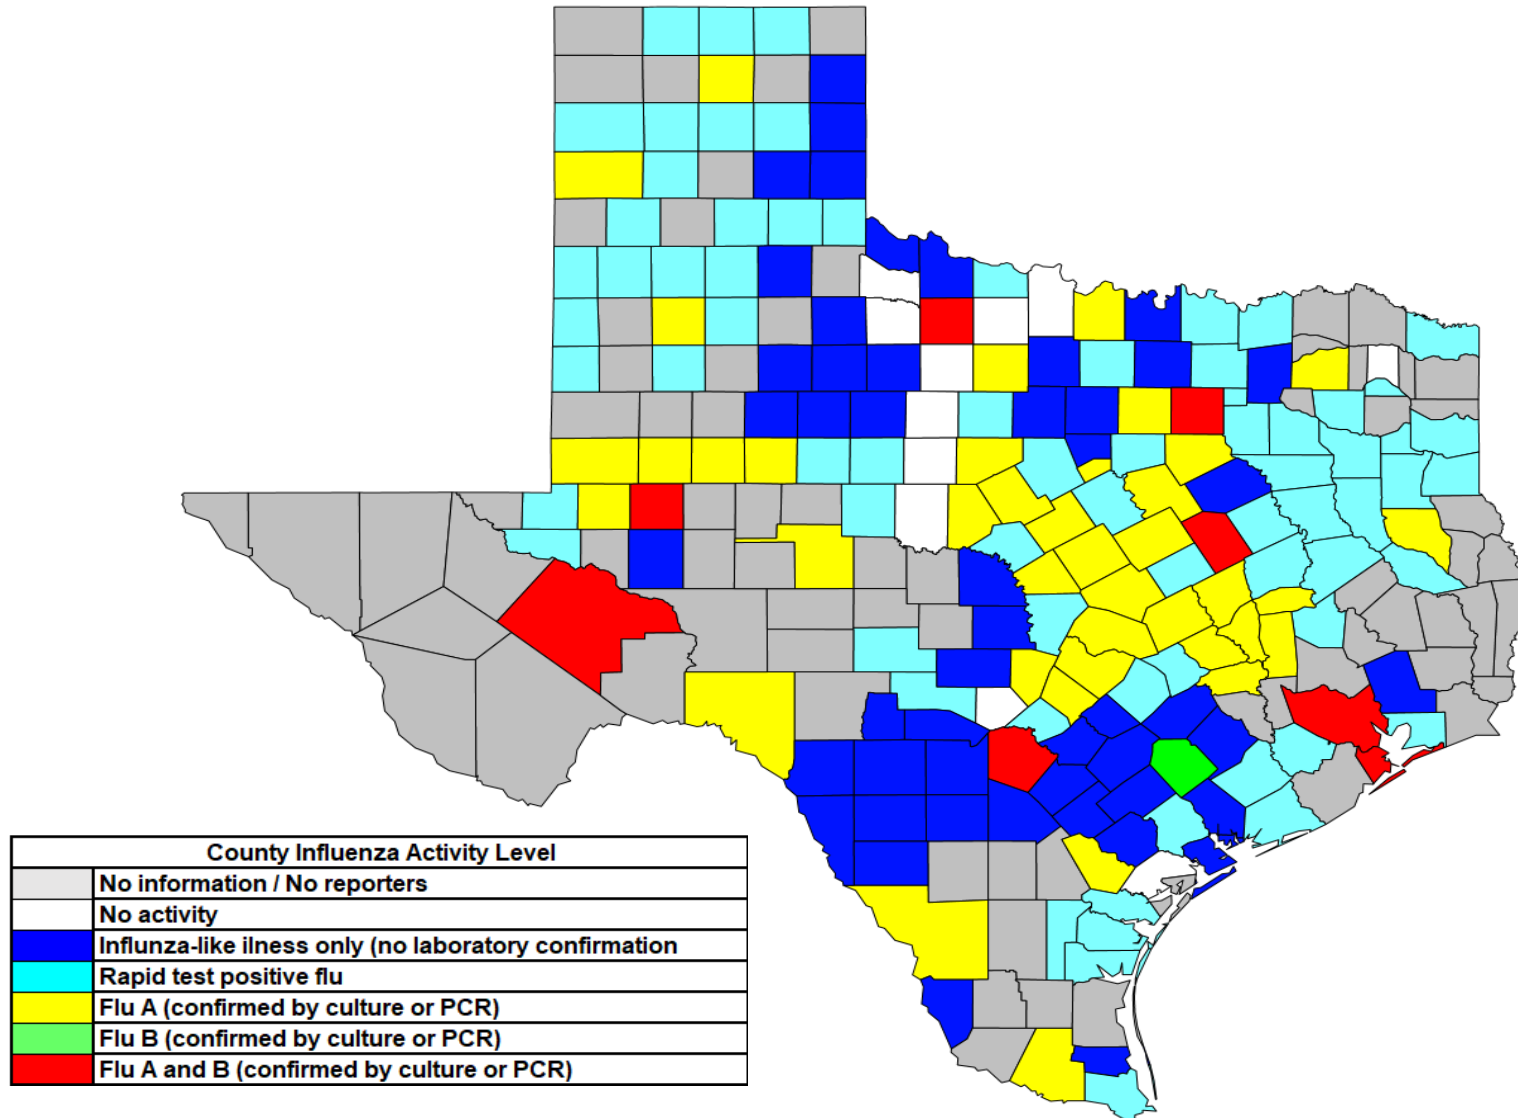 County Influenza Activity Level
No information / No reporters
No activity
Influnza-like ilness only (no laboratory confirmation
Rapid test positive flu
Flu A (confirmed by culture or PCR)
Flu B (confirmed by culture or PCR)
Flu A and B (confirmed by culture or PCR)